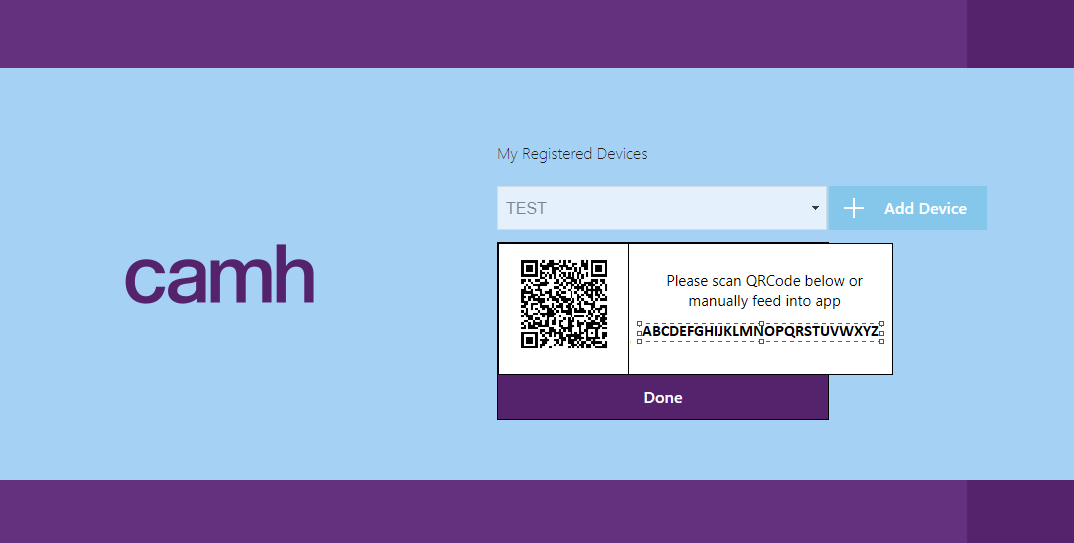 My Registered Devices
TEST
Add Device
camh
Please scan QRCode below or
manually feed into app
ABCDEFGHIJKLMNOPQRSTUVWXYZ
Done